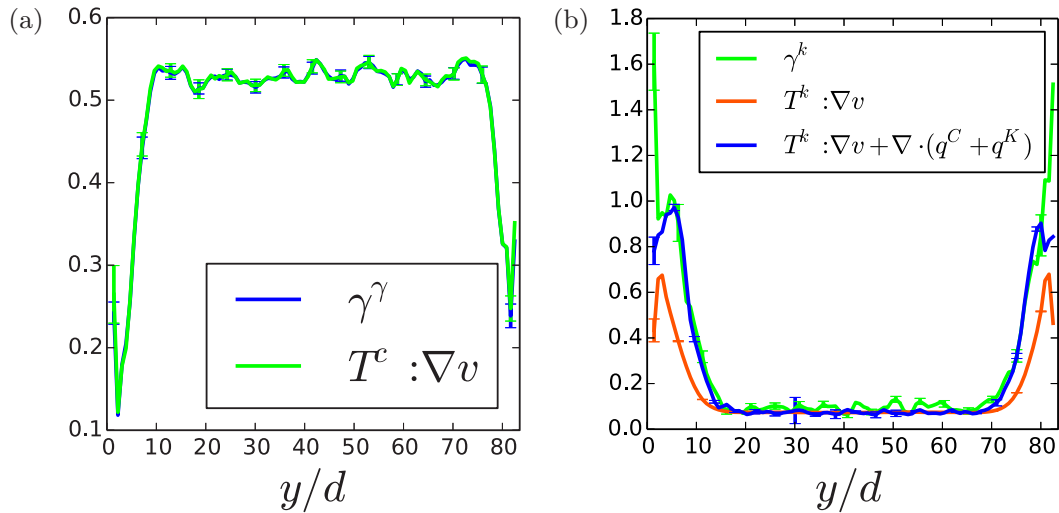 (a)
0.6
0.5
0.4
0.3
0.2
0.1
0 10 20 30 40 50 60 70 80
y/d
γ^γ
T^c : ∇v
(b)
1.8
1.6
1.4
1.2
1.0
0.8
0.6
0.4
0.2
0.0
0 10 20 30 40 50 60 70 80
y/d
γ^k
T^k : ∇v
T^k : ∇v + ∇ · (q^C + q^K)